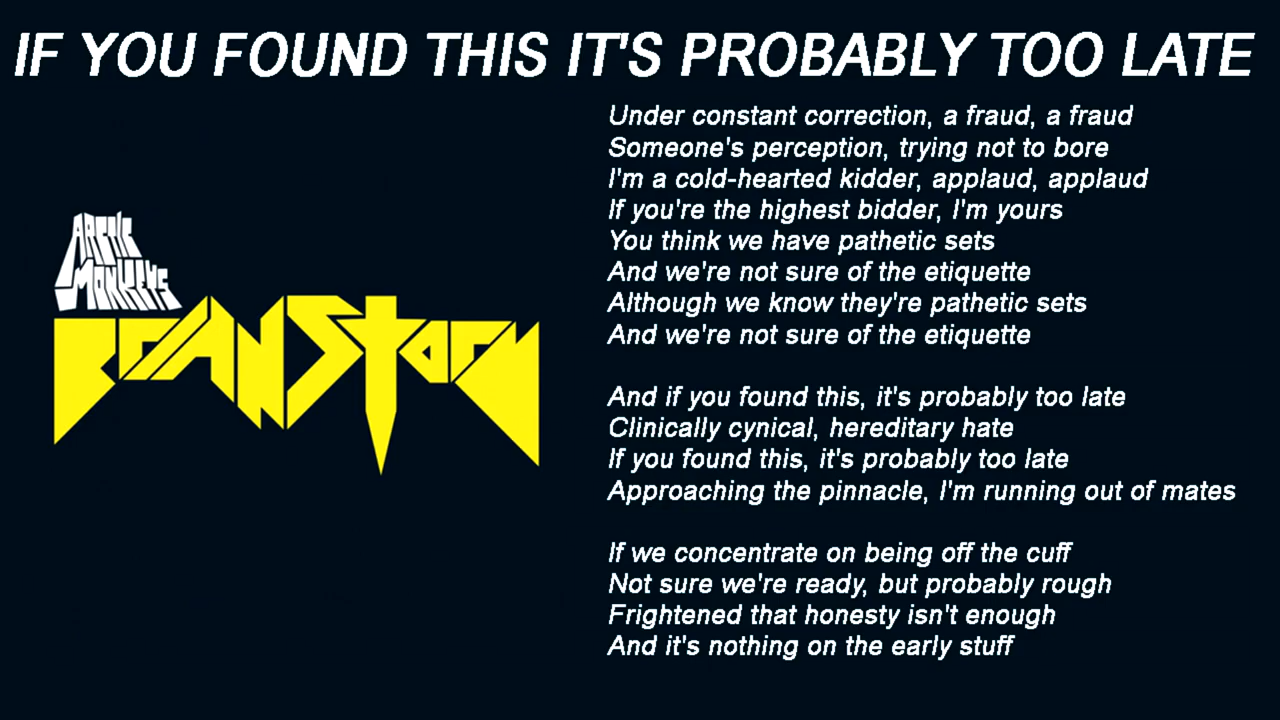 IF YOU FOUND THIS IT'S PROBABLY TOO LATE
ARCTIC
MONKEYS
BRIANSTORM
Under constant correction, a fraud, a fraud
Someone's perception, trying not to bore
I'm a cold-hearted kidder, applaud, applaud
If you're the highest bidder, I'm yours
You think we have pathetic sets
And we're not sure of the etiquette
Although we know they're pathetic sets
And we're not sure of the etiquette
And if you found this, it's probably too late
Clinically cynical, hereditary hate
If you found this, it's probably too late
Approaching the pinnacle, I'm running out of mates
If we concentrate on being off the cuff
Not sure we're ready, but probably rough
Frightened that honesty isn't enough
And it's nothing on the early stuff